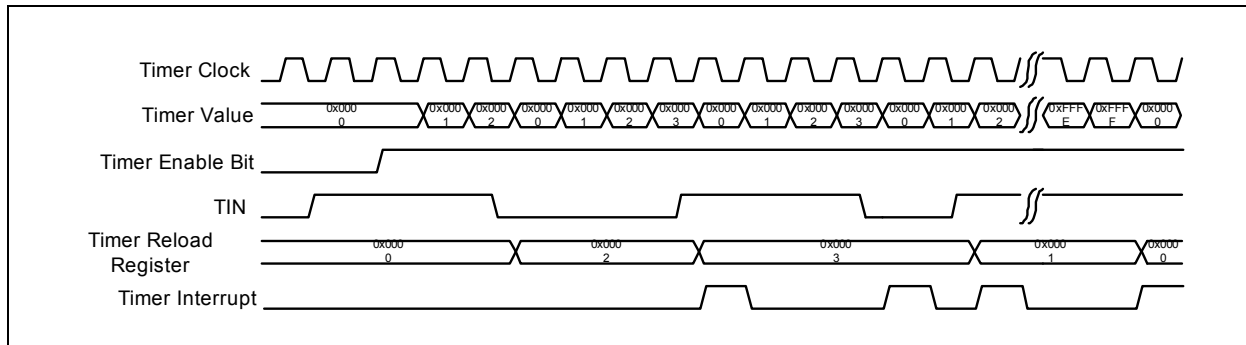 Timer Clock
Timer Value
0x000 0x000 0x000 0x000 0x000 0x000 0x000 0x000 0x000 0x000 0x000 0x000 0x000 0x000 0xFFF 0xFFF 0x000
0 1 2 0 1 2 3 0 1 2 3 0 1 2 E F 0
Timer Enable Bit
TIN
Timer Reload
Register
0x000 0x000 0x000 0x000 0x000
0 2 3 1 0
Timer Interrupt